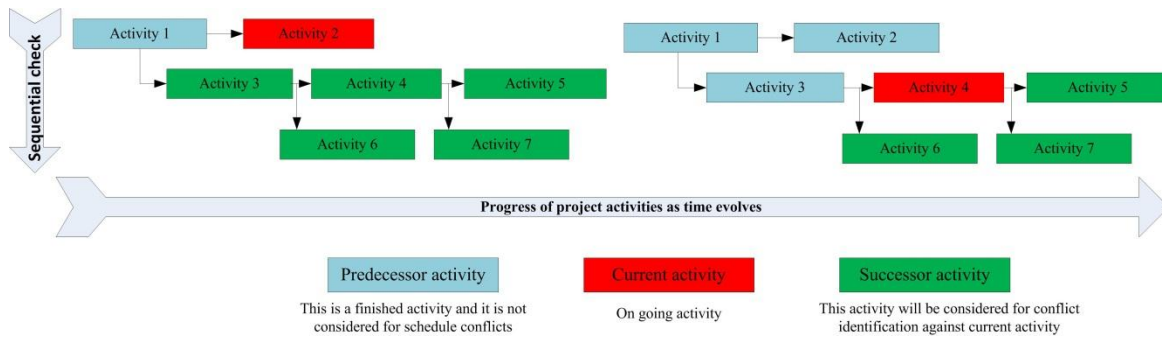 Sequential check
Activity 1
Activity 2
Activity 3
Activity 4
Activity 5
Activity 6
Activity 7
Activity 1
Activity 2
Activity 3
Activity 4
Activity 5
Activity 6
Activity 7
Progress of project activities as time evolves
Predecessor activity
This is a finished activity and it is not
considered for schedule conflicts
Current activity
On going activity
Successor activity
This activity will be considered for conflict
identification against current activity